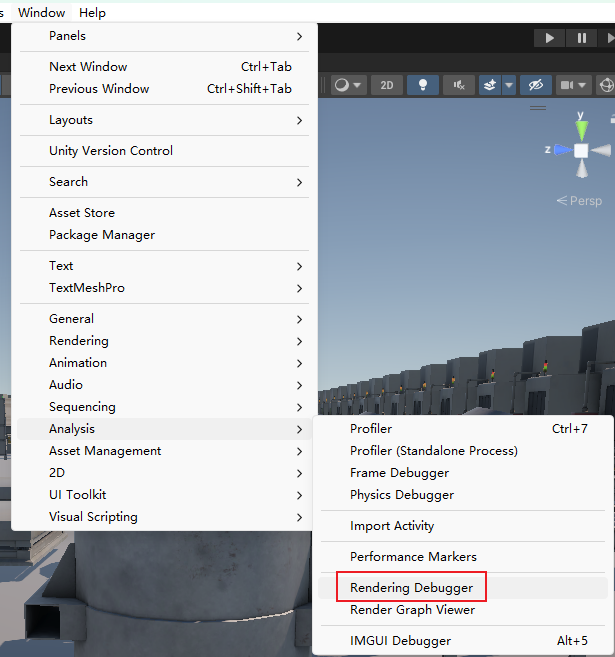 s Window Help
Panels
Next Window Ctrl+Tab
Previous Window Ctrl+Shift+Tab
2D
Layouts
y
Unity Version Control
z
Search
< Persp
Asset Store
Package Manager
Text
TextMeshPro
General
Rendering
Animation
Audio
Sequencing
Analysis
Asset Management
2D
UI Toolkit
Visual Scripting
Profiler Ctrl+7
Profiler (Standalone Process)
Frame Debugger
Physics Debugger
Import Activity
Performance Markers
Rendering Debugger
Render Graph Viewer
IMGUI Debugger Alt+5